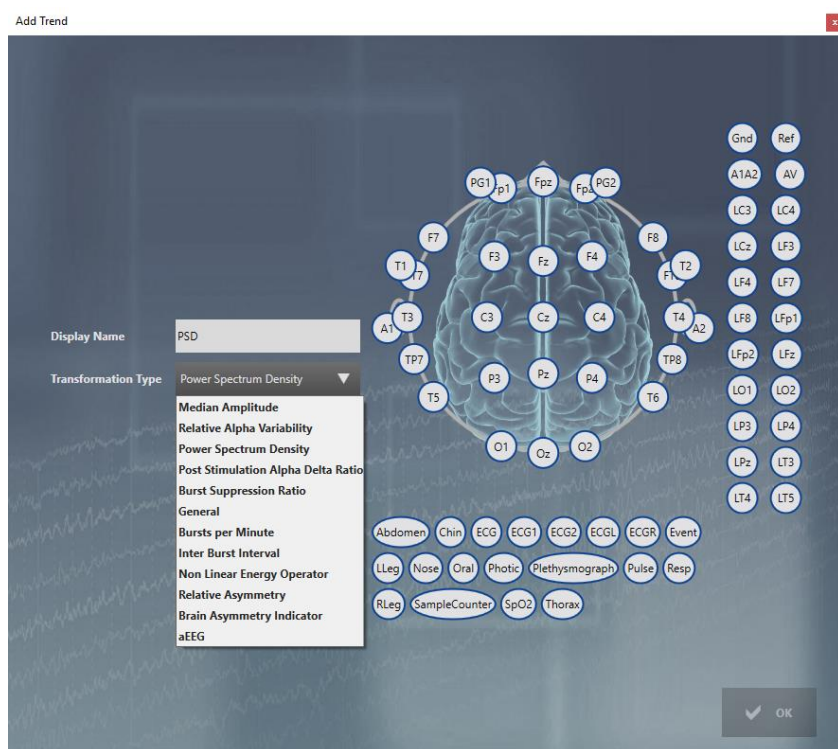 Add Trend
x
Gnd Ref
A1A2 AV
PG1 Fp1 Fpz Fp2 PG2
LC3 LC4
F7 F8
LCz LF3
F3 Fz F4
T1 T7 T2
LF4 LF7
A1 T3 C3 Cz C4 T4 A2
LF8 LFp1
Display Name PSD
TP7 TP8
LFp2 LFz
Transformation Type Power Spectrum Density
P3 Pz P4
LO1 LO2
T5 T6
Median Amplitude
Relative Alpha Variability
LP3 LP4
Power Spectrum Density
O1 Oz O2
Post Stimulation Alpha Delta Ratio
LPz LT3
Burst Suppression Ratio
LT4 LT5
General
Bursts per Minute
Inter Burst Interval
Non Linear Energy Operator
Relative Asymmetry
Brain Asymmetry Indicator
aEEG
Abdomen Chin ECG ECG1 ECG2 ECGL ECGR Event
LLeg Nose Oral Photic Plethysmograph Pulse Resp
RLeg SampleCounter SpO2 Thorax
OK